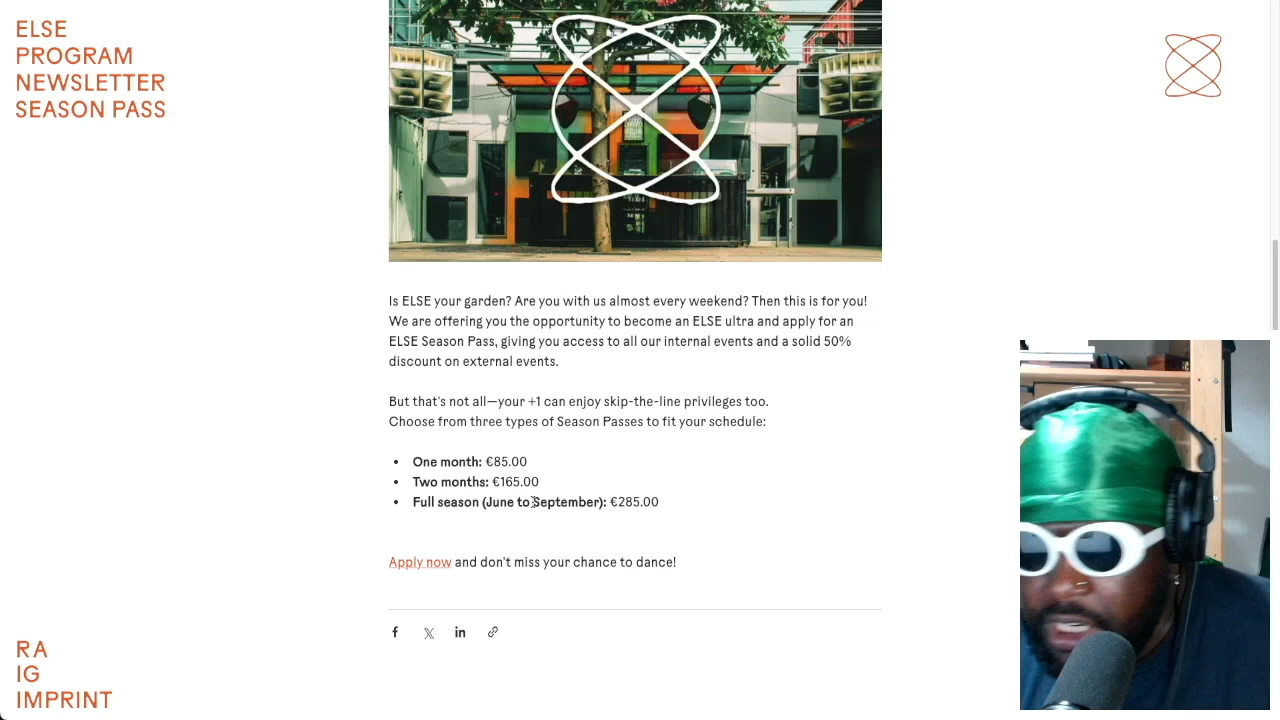 ELSE
PROGRAM
NEWSLETTER
SEASON PASS
Is ELSE your garden? Are you with us almost every weekend? Then this is for you!
We are offering you the opportunity to become an ELSE ultra and apply for an
ELSE Season Pass, giving you access to all our internal events and a solid 50%
discount on external events.
But that's not all—your +1 can enjoy skip-the-line privileges too.
Choose from three types of Season Passes to fit your schedule:
• One month: €85.00
• Two months: €165.00
• Full season (June to September): €285.00
Apply now and don't miss your chance to dance!
RA
IG
IMPRINT